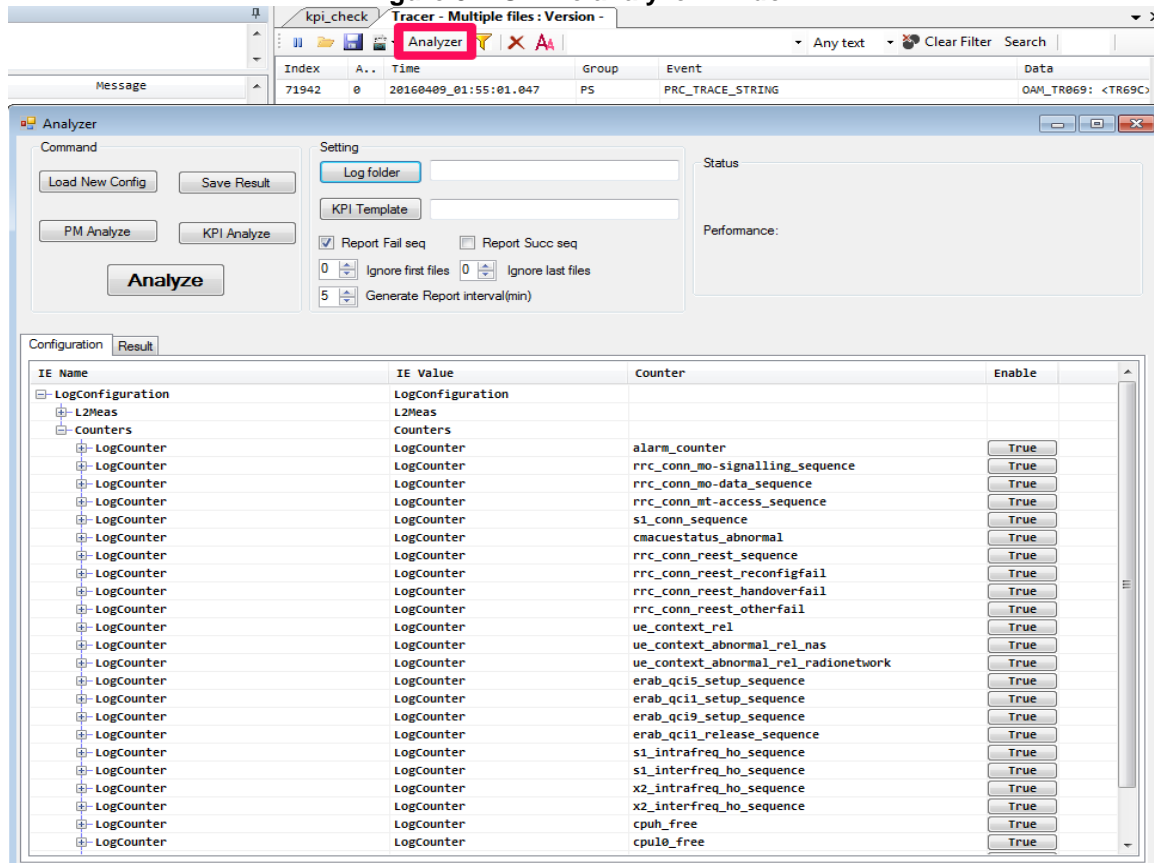 kpi_check Tracer - Multiple files : Version -
Analyzer Any text Clear Filter Search
Message
Index A.. Time Group Event Data
71942 0 20160409_01:55:01.047 PS PRC_TRACE_STRING OAM_TR069: <TR69C>
Analyzer
Command
Load New Config Save Result
PM Analyze KPI Analyze
Analyze
Setting
Log folder
KPI Template
Report Fail seq Report Succ seq
0 Ignore first files 0 Ignore last files
5 Generate Report interval(min)
Status
Performance:
Configuration Result
IE Name IE Value Counter Enable
LogConfiguration LogConfiguration
L2Meas L2Meas
Counters Counters
LogCounter LogCounter alarm_counter True
LogCounter LogCounter rrc_conn_mo-signalling_sequence True
LogCounter LogCounter rrc_conn_mo-data_sequence True
LogCounter LogCounter rrc_conn_mt-access_sequence True
LogCounter LogCounter s1_conn_sequence True
LogCounter LogCounter cmacuestatus_abnormal True
LogCounter LogCounter rrc_conn_reest_sequence True
LogCounter LogCounter rrc_conn_reest_reconfigfail True
LogCounter LogCounter rrc_conn_reest_handoverfail True
LogCounter LogCounter rrc_conn_reest_otherfail True
LogCounter LogCounter ue_context_rel True
LogCounter LogCounter ue_context_abnormal_rel_nas True
LogCounter LogCounter ue_context_abnormal_rel_radionetwork True
LogCounter LogCounter erab_qci5_setup_sequence True
LogCounter LogCounter erab_qci1_setup_sequence True
LogCounter LogCounter erab_qci9_setup_sequence True
LogCounter LogCounter erab_qci1_release_sequence True
LogCounter LogCounter s1_intrafreq_ho_sequence True
LogCounter LogCounter s1_interfreq_ho_sequence True
LogCounter LogCounter x2_intrafreq_ho_sequence True
LogCounter LogCounter x2_interfreq_ho_sequence True
LogCounter LogCounter cpuh_free True
LogCounter LogCounter cpul0_free True